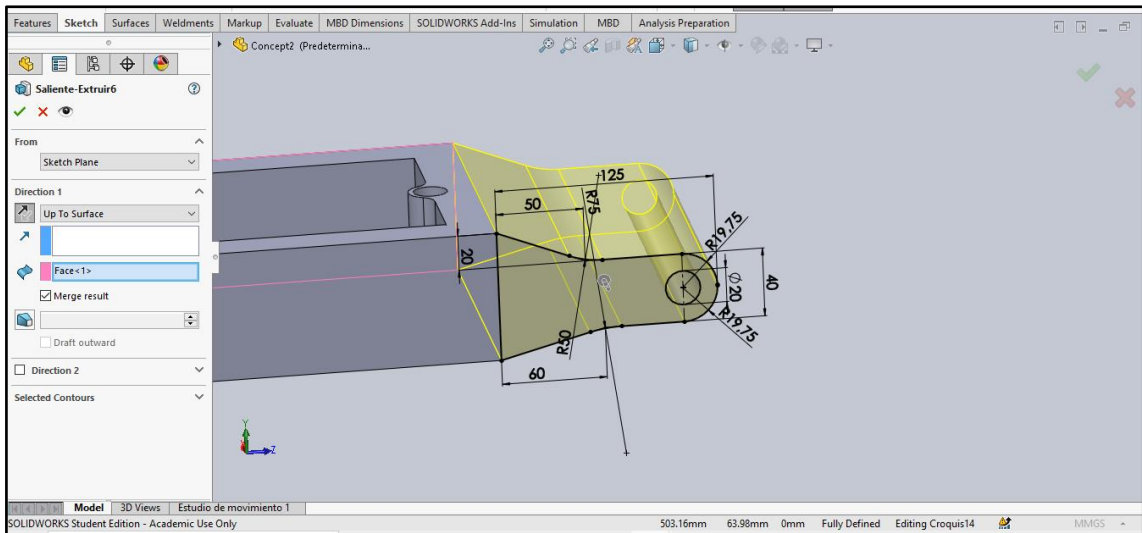 Features Sketch Surfaces Weldments Markup Evaluate MBD Dimensions SOLIDWORKS Add-Ins Simulation MBD Analysis Preparation
Concept2 (Predetermina...
Saliente-Extruir6
From
Sketch Plane
Direction 1
Up To Surface
Face<1>
Merge result
Draft outward
Direction 2
Selected Contours
125
50
R75
R19,75
20
Ø20
40
R50
R19,75
60
Y
Z
Model 3D Views Estudio de movimiento 1
SOLIDWORKS Student Edition - Academic Use Only 503.16mm 63.98mm 0mm Fully Defined Editing Croquis14 MMGS